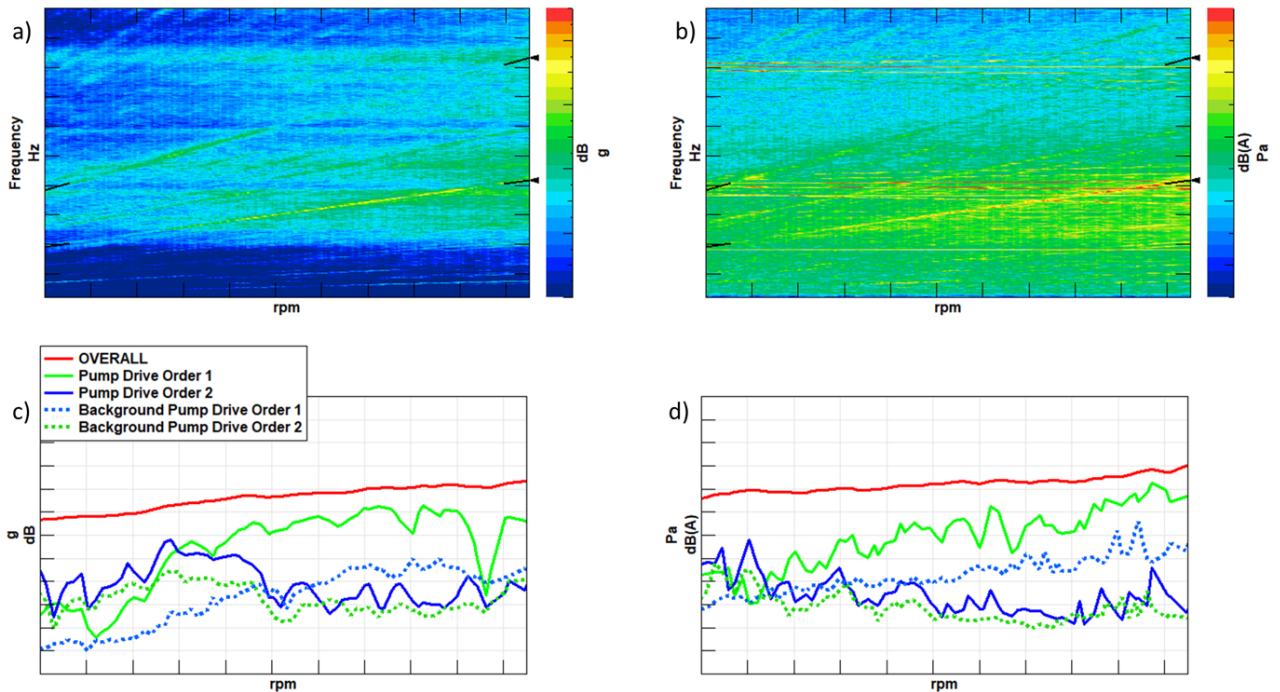 a)
Frequency
Hz
rpm
dB
g
b)
Frequency
Hz
rpm
dB(A)
Pa
c)
OVERALL
Pump Drive Order 1
Pump Drive Order 2
Background Pump Drive Order 1
Background Pump Drive Order 2
g
dB
rpm
d)
Pa
dB(A)
rpm